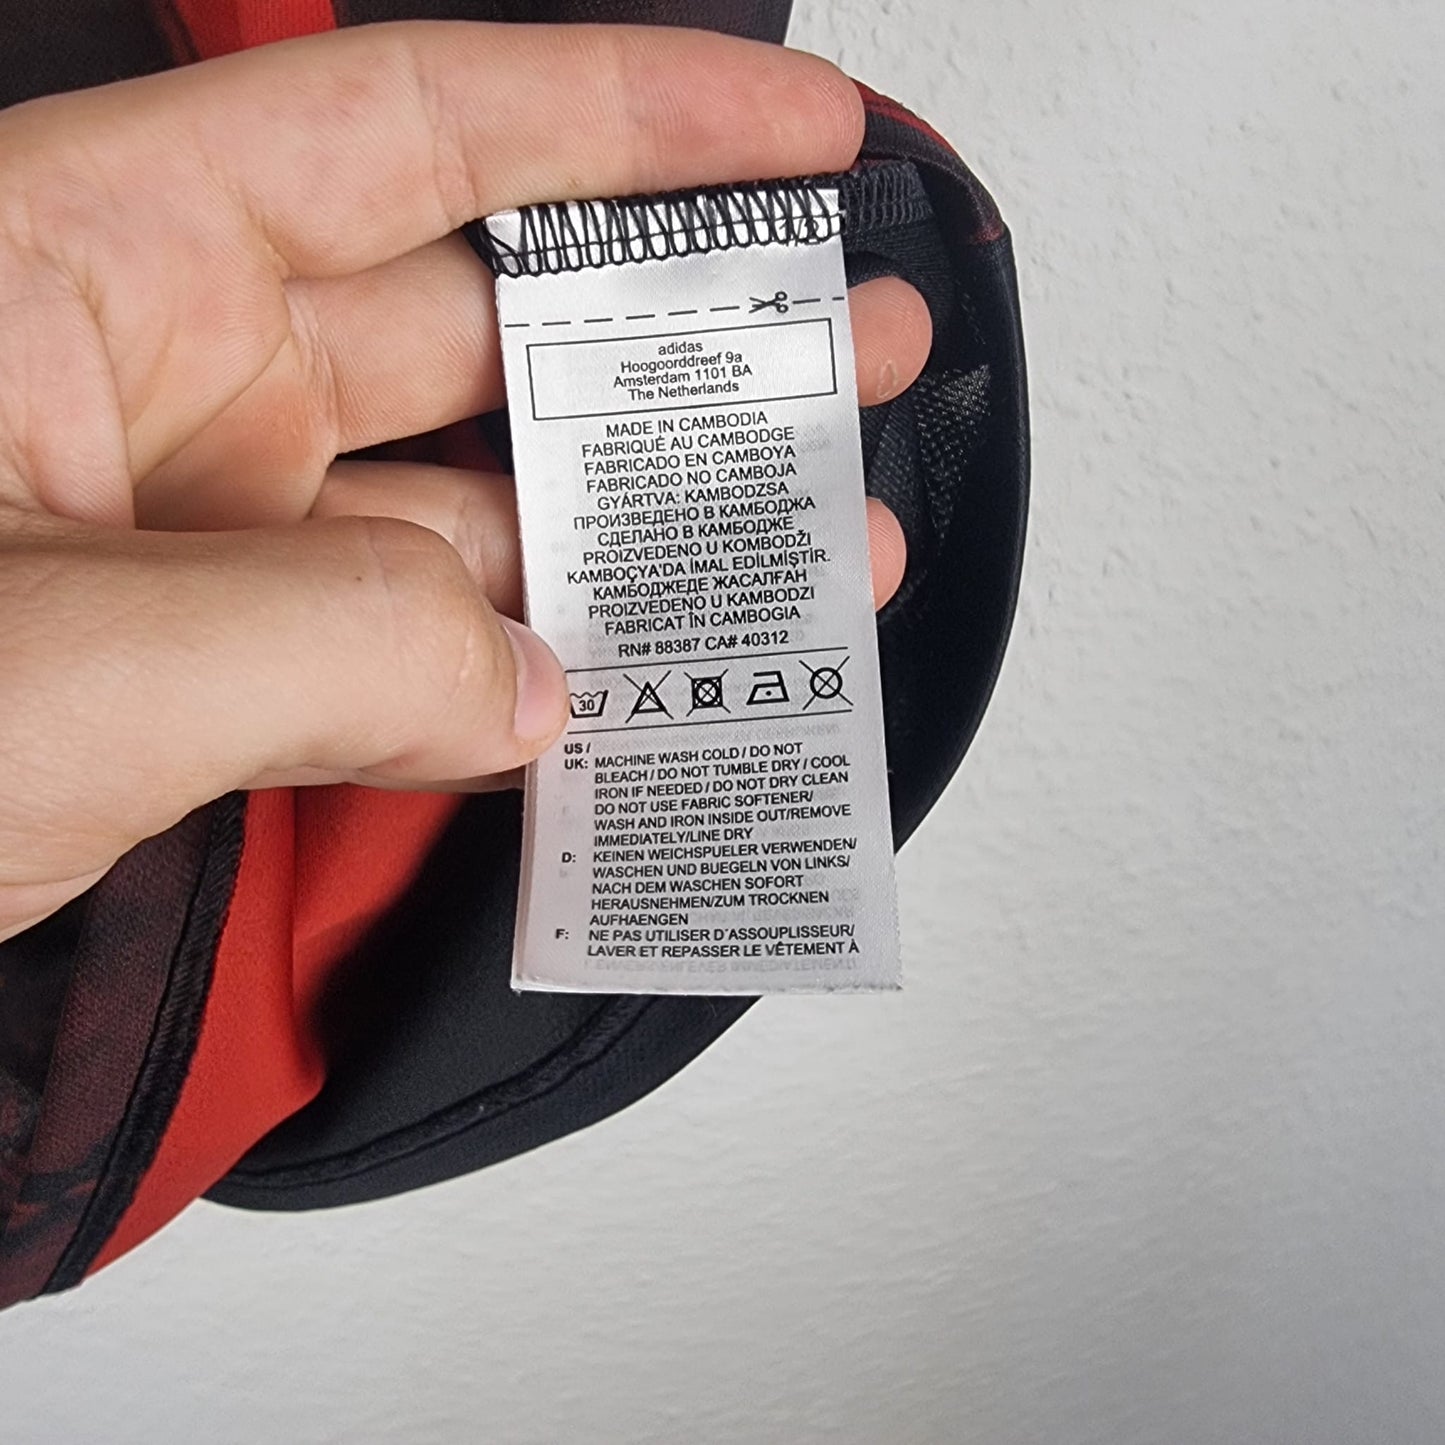 adidas
Hoogoorddreef 9a
Amsterdam 1101 BA
The Netherlands
MADE IN CAMBODIA
FABRIQUÉ AU CAMBODGE
FABRICADO EN CAMBOYA
FABRICADO NO CAMBOJA
GYÁRTVA: KAMBODZSA
ПРОИЗВЕДЕНО В КАМБОДЖА
СДЕЛАНО В КАМБОДЖЕ
PROIZVEDENO U KOMBODŽI
KAMBOÇYA'DA İMAL EDİLMİŞTİR.
КАМБОДЖЕДЕ ЖАСАЛҒАН
PROIZVEDENO U KAMBODZI
FABRICAT ÎN CAMBOGIA
RN# 88387 CA# 40312
30
US /
UK: MACHINE WASH COLD / DO NOT
BLEACH / DO NOT TUMBLE DRY / COOL
IRON IF NEEDED / DO NOT DRY CLEAN
DO NOT USE FABRIC SOFTENER/
WASH AND IRON INSIDE OUT/REMOVE
IMMEDIATELY/LINE DRY
D: KEINEN WEICHSPUELER VERWENDEN/
WASCHEN UND BUEGELN VON LINKS/
NACH DEM WASCHEN SOFORT
HERAUSNEHMEN/ZUM TROCKNEN
AUFHAENGEN
F: NE PAS UTILISER D´ASSOUPLISSEUR/
LAVER ET REPASSER LE VÊTEMENT À